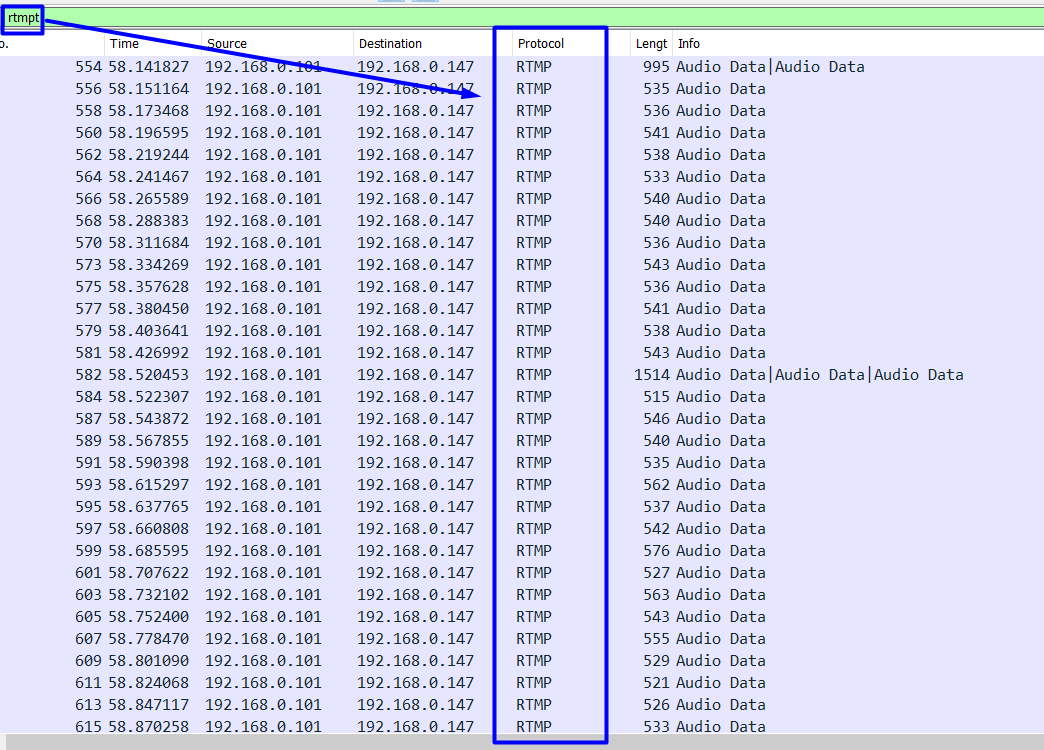 rtmpt
o. Time Source Destination Protocol Lengt Info
554 58.141827 192.168.0.101 192.168.0.147 RTMP 995 Audio Data|Audio Data
556 58.151164 192.168.0.101 192.168.0.147 RTMP 535 Audio Data
558 58.173468 192.168.0.101 192.168.0.147 RTMP 536 Audio Data
560 58.196595 192.168.0.101 192.168.0.147 RTMP 541 Audio Data
562 58.219244 192.168.0.101 192.168.0.147 RTMP 538 Audio Data
564 58.241467 192.168.0.101 192.168.0.147 RTMP 533 Audio Data
566 58.265589 192.168.0.101 192.168.0.147 RTMP 540 Audio Data
568 58.288383 192.168.0.101 192.168.0.147 RTMP 540 Audio Data
570 58.311684 192.168.0.101 192.168.0.147 RTMP 536 Audio Data
573 58.334269 192.168.0.101 192.168.0.147 RTMP 543 Audio Data
575 58.357628 192.168.0.101 192.168.0.147 RTMP 536 Audio Data
577 58.380450 192.168.0.101 192.168.0.147 RTMP 541 Audio Data
579 58.403641 192.168.0.101 192.168.0.147 RTMP 538 Audio Data
581 58.426992 192.168.0.101 192.168.0.147 RTMP 543 Audio Data
582 58.520453 192.168.0.101 192.168.0.147 RTMP 1514 Audio Data|Audio Data|Audio Data
584 58.522307 192.168.0.101 192.168.0.147 RTMP 515 Audio Data
587 58.543872 192.168.0.101 192.168.0.147 RTMP 546 Audio Data
589 58.567855 192.168.0.101 192.168.0.147 RTMP 540 Audio Data
591 58.590398 192.168.0.101 192.168.0.147 RTMP 535 Audio Data
593 58.615297 192.168.0.101 192.168.0.147 RTMP 562 Audio Data
595 58.637765 192.168.0.101 192.168.0.147 RTMP 537 Audio Data
597 58.660808 192.168.0.101 192.168.0.147 RTMP 542 Audio Data
599 58.685595 192.168.0.101 192.168.0.147 RTMP 576 Audio Data
601 58.707622 192.168.0.101 192.168.0.147 RTMP 527 Audio Data
603 58.732102 192.168.0.101 192.168.0.147 RTMP 563 Audio Data
605 58.752400 192.168.0.101 192.168.0.147 RTMP 543 Audio Data
607 58.778470 192.168.0.101 192.168.0.147 RTMP 555 Audio Data
609 58.801090 192.168.0.101 192.168.0.147 RTMP 529 Audio Data
611 58.824068 192.168.0.101 192.168.0.147 RTMP 521 Audio Data
613 58.847117 192.168.0.101 192.168.0.147 RTMP 526 Audio Data
615 58.870258 192.168.0.101 192.168.0.147 RTMP 533 Audio Data